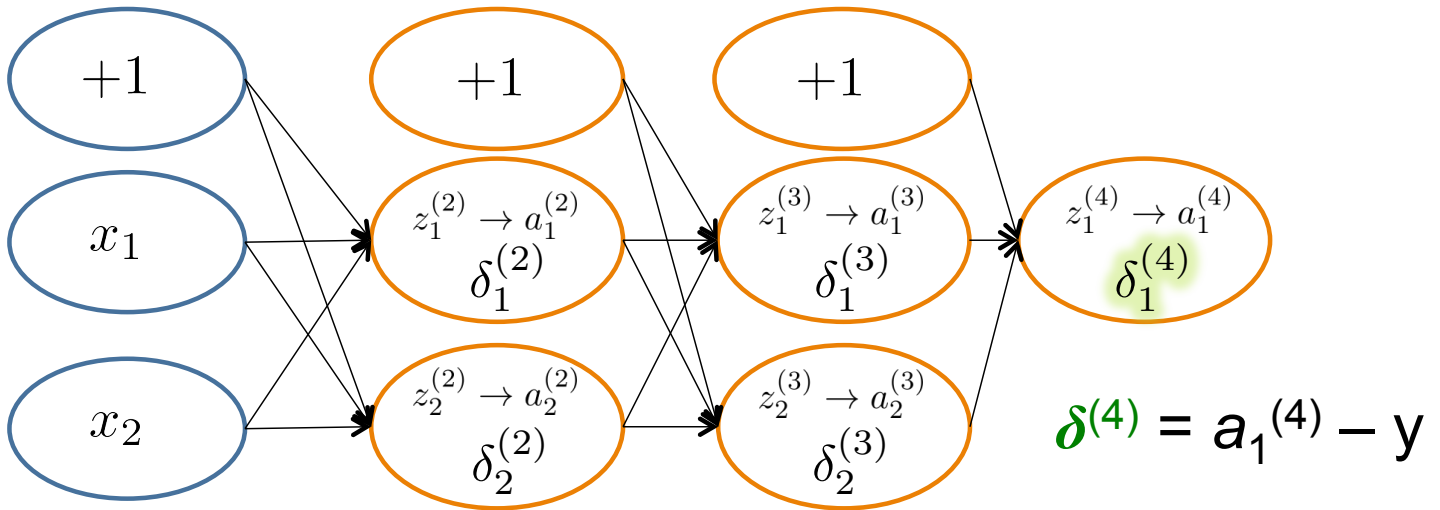 +1 +1 +1
x₁ z₁⁽²⁾ → a₁⁽²⁾ z₁⁽³⁾ → a₁⁽³⁾ z₁⁽⁴⁾ → a₁⁽⁴⁾
δ₁⁽²⁾ δ₁⁽³⁾ δ₁⁽⁴⁾
x₂ z₂⁽²⁾ → a₂⁽²⁾ z₂⁽³⁾ → a₂⁽³⁾
δ₂⁽²⁾ δ₂⁽³⁾
δ⁽⁴⁾ = a₁⁽⁴⁾ – y